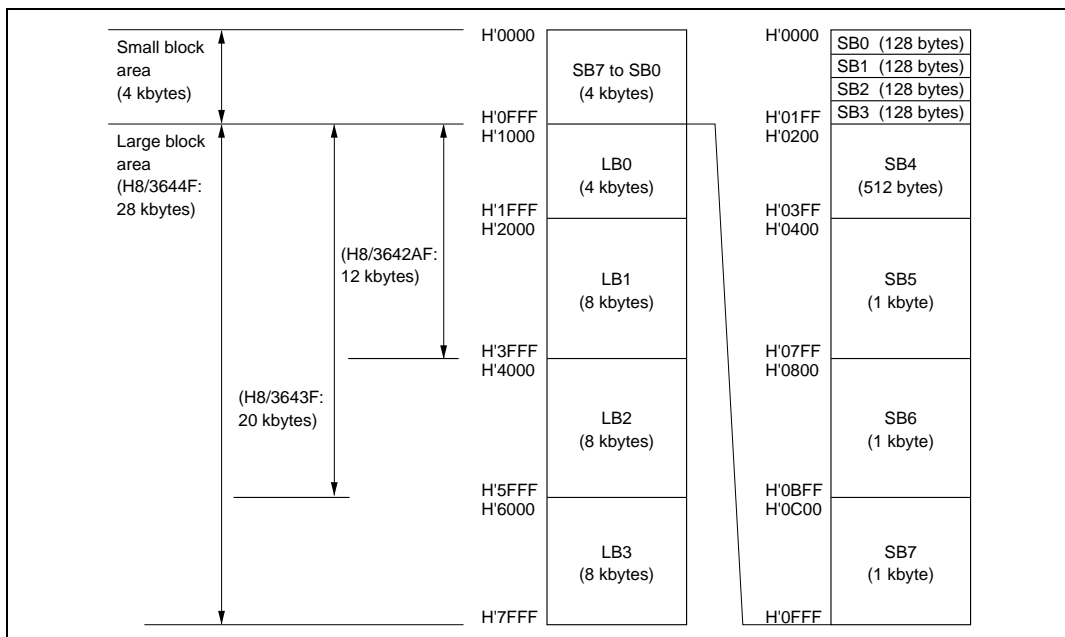 Small block
area
(4 kbytes)
Large block
area
(H8/3644F:
28 kbytes)
(H8/3642AF:
12 kbytes)
(H8/3643F:
20 kbytes)
H'0000
SB7 to SB0
(4 kbytes)
H'0FFF
H'1000
LB0
(4 kbytes)
H'1FFF
H'2000
LB1
(8 kbytes)
H'3FFF
H'4000
LB2
(8 kbytes)
H'5FFF
H'6000
LB3
(8 kbytes)
H'7FFF
H'0000
SB0 (128 bytes)
SB1 (128 bytes)
SB2 (128 bytes)
SB3 (128 bytes)
H'01FF
H'0200
SB4
(512 bytes)
H'03FF
H'0400
SB5
(1 kbyte)
H'07FF
H'0800
SB6
(1 kbyte)
H'0BFF
H'0C00
SB7
(1 kbyte)
H'0FFF